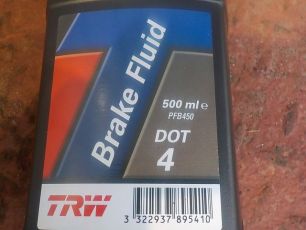 Brake Fluid
500 ml e
PFB450
DOT
4
TRW
3 322937 895410